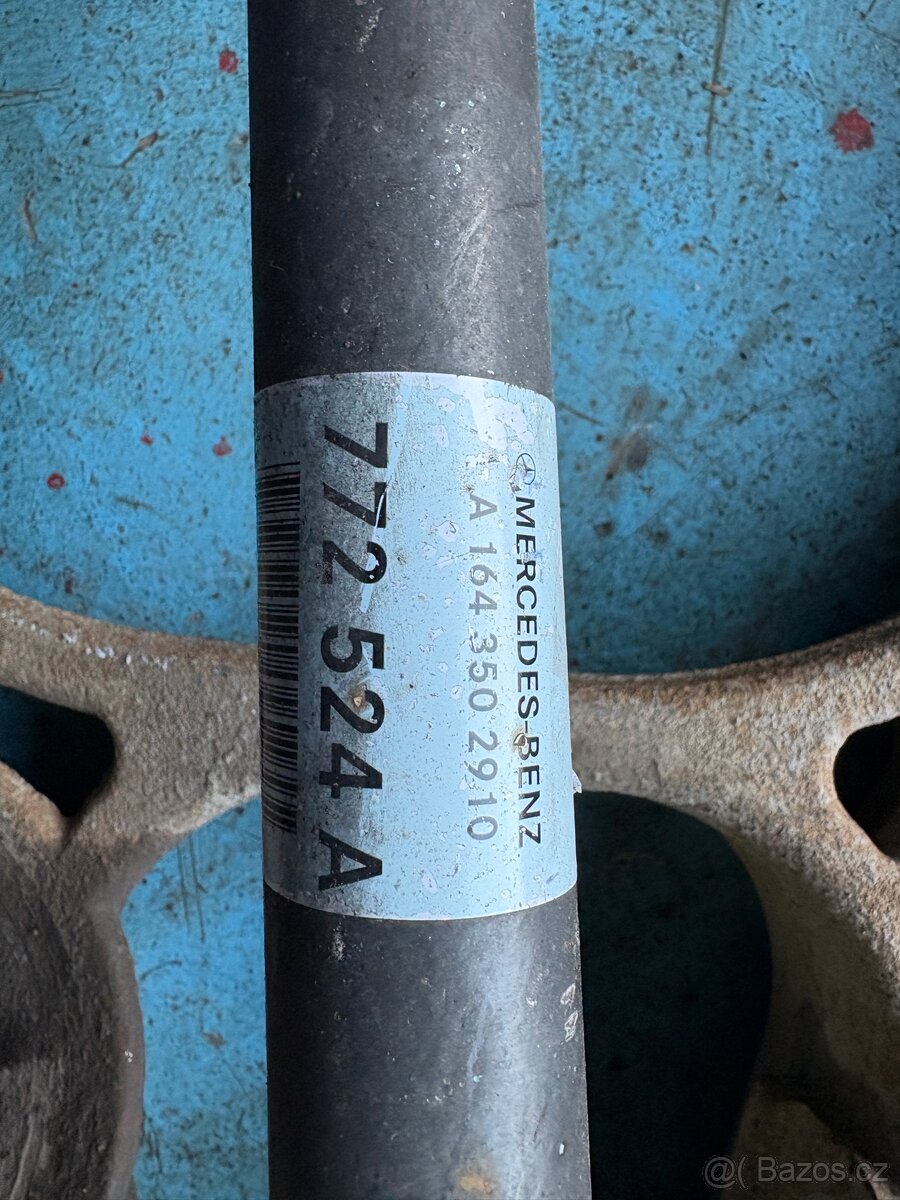 MERCEDES-BENZ
A 164 350 2910
772 524 A
@( Bazos.cz